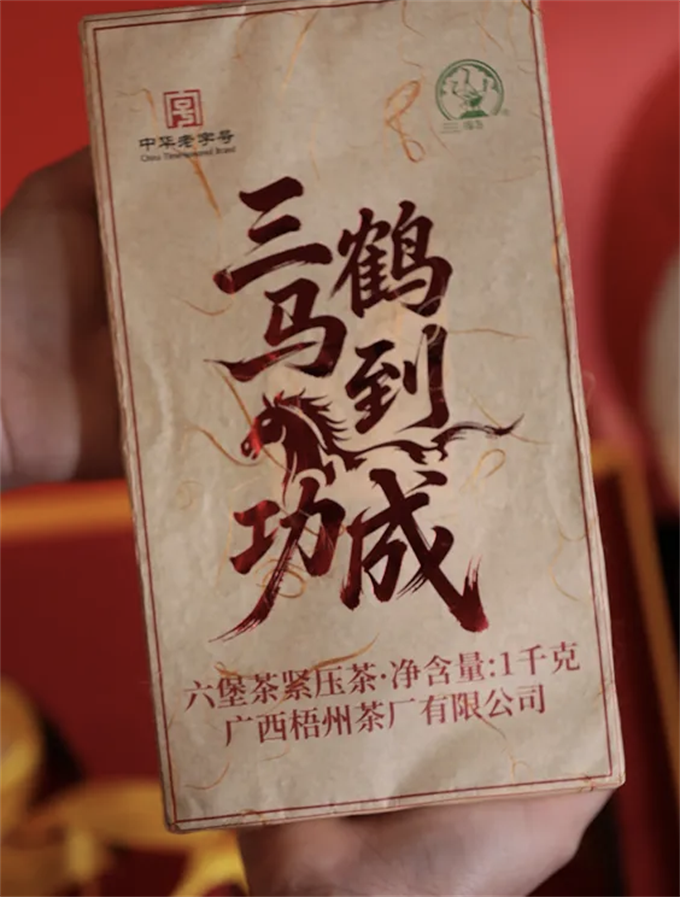 中华老字号
China Time-honored Brand
三鹤
三鹤
马到
功成
六堡茶紧压茶·净含量:1千克
广西梧州茶厂有限公司